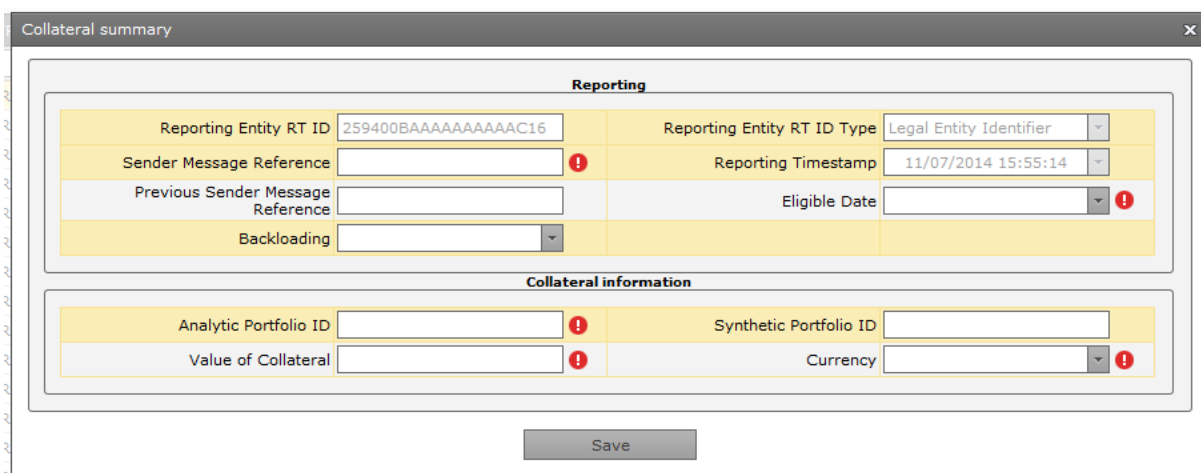 Collateral summary
Reporting
Reporting Entity RT ID 259400BAAAAAAAAAAC16 Reporting Entity RT ID Type Legal Entity Identifier
Sender Message Reference Reporting Timestamp 11/07/2014 15:55:14
Previous Sender Message
Reference Eligible Date
Backloading
Collateral information
Analytic Portfolio ID Synthetic Portfolio ID
Value of Collateral Currency
Save